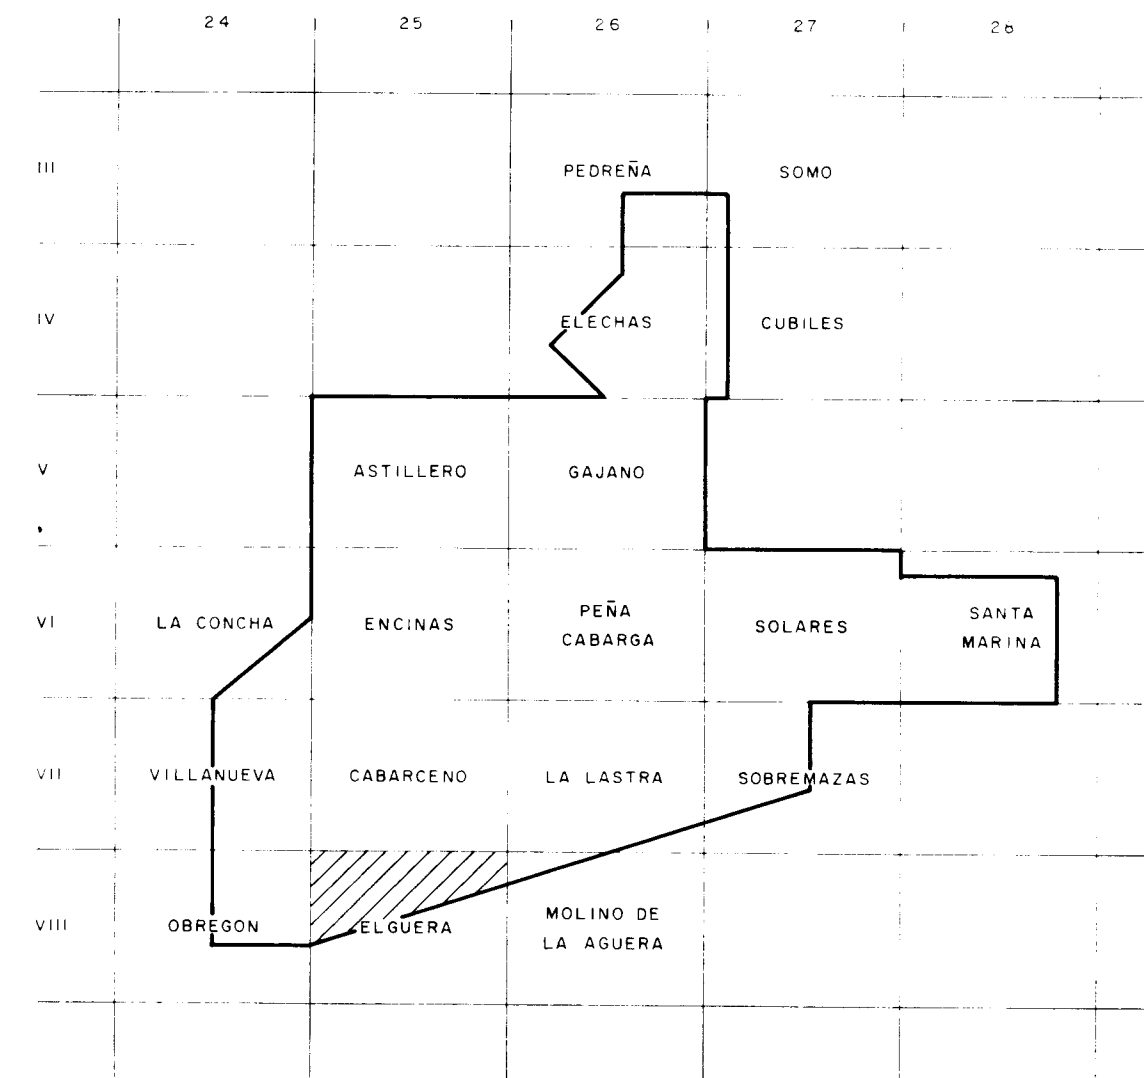 24 25 26 27 28
III PEDREÑA SOMO
IV ELECHAS CUBILES
V ASTILLERO GAJANO
VI LA CONCHA ENCINAS PEÑA CABARGA SOLARES SANTA MARINA
VII VILLANUEVA CABARCENO LA LASTRA SOBREMAZAS
VIII OBREGON ELGUERA MOLINO DE LA AGUERA